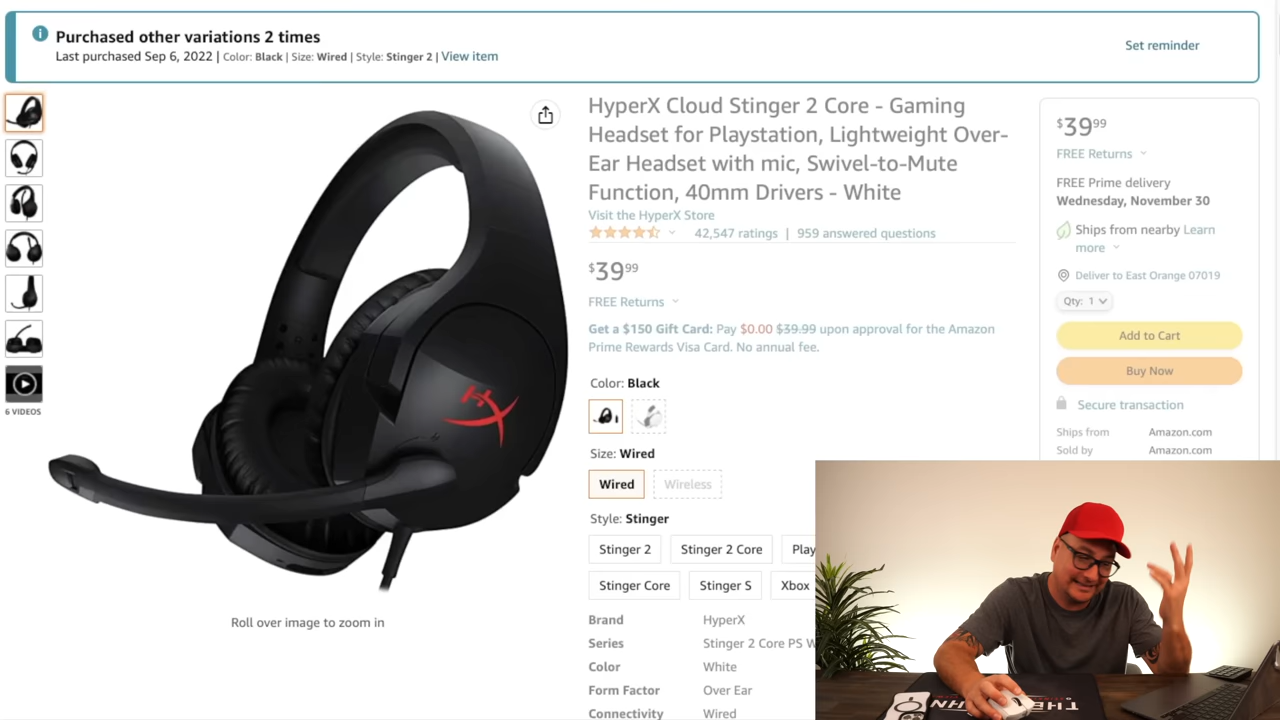 Purchased other variations 2 times
Last purchased Sep 6, 2022 | Color: Black | Size: Wired | Style: Stinger 2 | View item
Set reminder
HyperX Cloud Stinger 2 Core - Gaming
Headset for Playstation, Lightweight Over-
Ear Headset with mic, Swivel-to-Mute
Function, 40mm Drivers - White
Visit the HyperX Store
42,547 ratings | 959 answered questions
$39.99
FREE Returns
Get a $150 Gift Card: Pay $0.00 $39.99 upon approval for the Amazon
Prime Rewards Visa Card. No annual fee.
Color: Black
Size: Wired
Wired Wireless
Style: Stinger
Stinger 2 Stinger 2 Core Play
Stinger Core Stinger S Xbox
Brand HyperX
Series Stinger 2 Core PS W
Color White
Form Factor Over Ear
Connectivity Wired
6 VIDEOS
HX
Roll over image to zoom in
$39.99
FREE Returns
FREE Prime delivery
Wednesday, November 30
Ships from nearby Learn
more
Deliver to East Orange 07019
Qty: 1
Add to Cart
Buy Now
Secure transaction
Ships from Amazon.com
Sold by Amazon.com